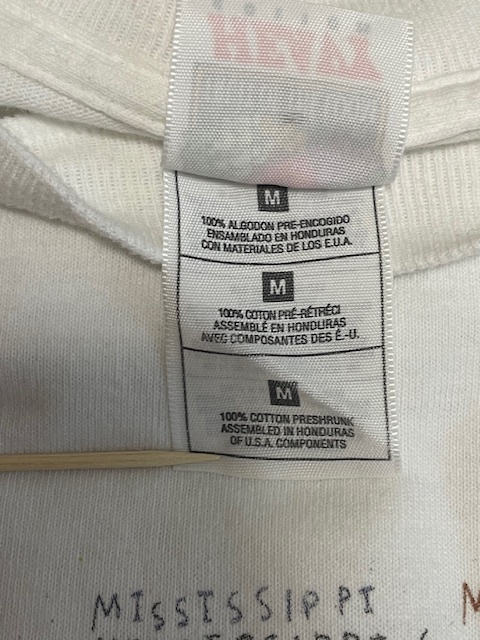 HEAVY
M
100% ALGODON PRE-ENCOGIDO
ENSAMBLADO EN HONDURAS
CON MATERIALES DE LOS E.U.A.
M
100% COTON PRÉ-RÉTRÉCI
ASSEMBLÉ EN HONDURAS
AVEC COMPOSANTES DES É.-U.
M
100% COTTON PRESHRUNK
ASSEMBLED IN HONDURAS
OF U.S.A. COMPONENTS
MISSISSIPPI